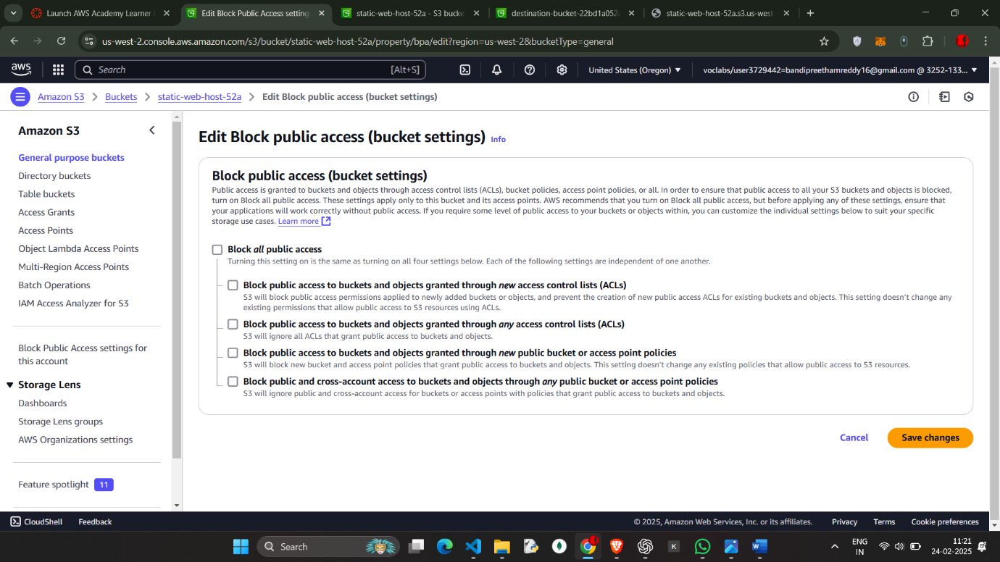 Launch AWS Academy Learner
Edit Block Public Access setting
static-web-host-52a - S3 bucke
destination-bucket-22bd1a052
static-web-host-52a.s3.us-west
us-west-2.console.aws.amazon.com/s3/bucket/static-web-host-52a/property/bpa/edit?region=us-west-2&bucketType=general
aws
Search
[Alt+S]
United States (Oregon)
voclabs/user3729442=bandipreethamreddy16@gmail.com @ 3252-133...
Amazon S3
Buckets
static-web-host-52a
Edit Block public access (bucket settings)
Amazon S3
General purpose buckets
Directory buckets
Table buckets
Access Grants
Access Points
Object Lambda Access Points
Multi-Region Access Points
Batch Operations
IAM Access Analyzer for S3
Block Public Access settings for
this account
Storage Lens
Dashboards
Storage Lens groups
AWS Organizations settings
Feature spotlight 11
Edit Block public access (bucket settings) Info
Block public access (bucket settings)
Public access is granted to buckets and objects through access control lists (ACLs), bucket policies, access point policies, or all. In order to ensure that public access to all your S3 buckets and objects is blocked,
turn on Block all public access. These settings apply only to this bucket and its access points. AWS recommends that you turn on Block all public access, but before applying any of these settings, ensure that
your applications will work correctly without public access. If you require some level of public access to your buckets or objects within, you can customize the individual settings below to suit your specific
storage use cases. Learn more
Block all public access
Turning this setting on is the same as turning on all four settings below. Each of the following settings are independent of one another.
Block public access to buckets and objects granted through new access control lists (ACLs)
S3 will block public access permissions applied to newly added buckets or objects, and prevent the creation of new public access ACLs for existing buckets and objects. This setting doesn't change any
existing permissions that allow public access to S3 resources using ACLs.
Block public access to buckets and objects granted through any access control lists (ACLs)
S3 will ignore all ACLs that grant public access to buckets and objects.
Block public access to buckets and objects granted through new public bucket or access point policies
S3 will block new bucket and access point policies that grant public access to buckets and objects. This setting doesn't change any existing policies that allow public access to S3 resources.
Block public and cross-account access to buckets and objects through any public bucket or access point policies
S3 will ignore public and cross-account access for buckets or access points with policies that grant public access to buckets and objects.
Cancel
Save changes
CloudShell
Feedback
© 2025, Amazon Web Services, Inc. or its affiliates.
Privacy
Terms
Cookie preferences
Search
K
ENG
IN
11:21
24-02-2025